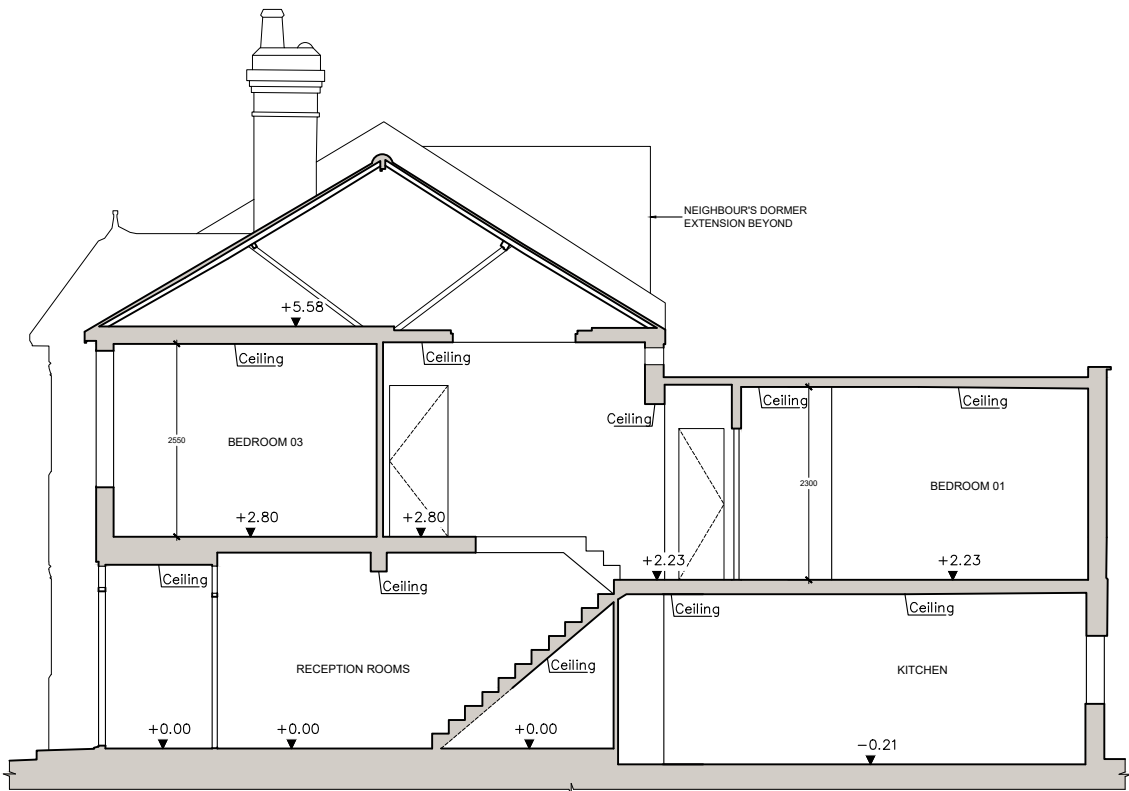 NEIGHBOUR'S DORMER
EXTENSION BEYOND
+5.58
Ceiling
Ceiling
Ceiling
Ceiling
Ceiling
2550
BEDROOM 03
2300
BEDROOM 01
+2.80
+2.80
+2.23
+2.23
Ceiling
Ceiling
Ceiling
Ceiling
Ceiling
RECEPTION ROOMS
KITCHEN
+0.00
+0.00
+0.00
-0.21